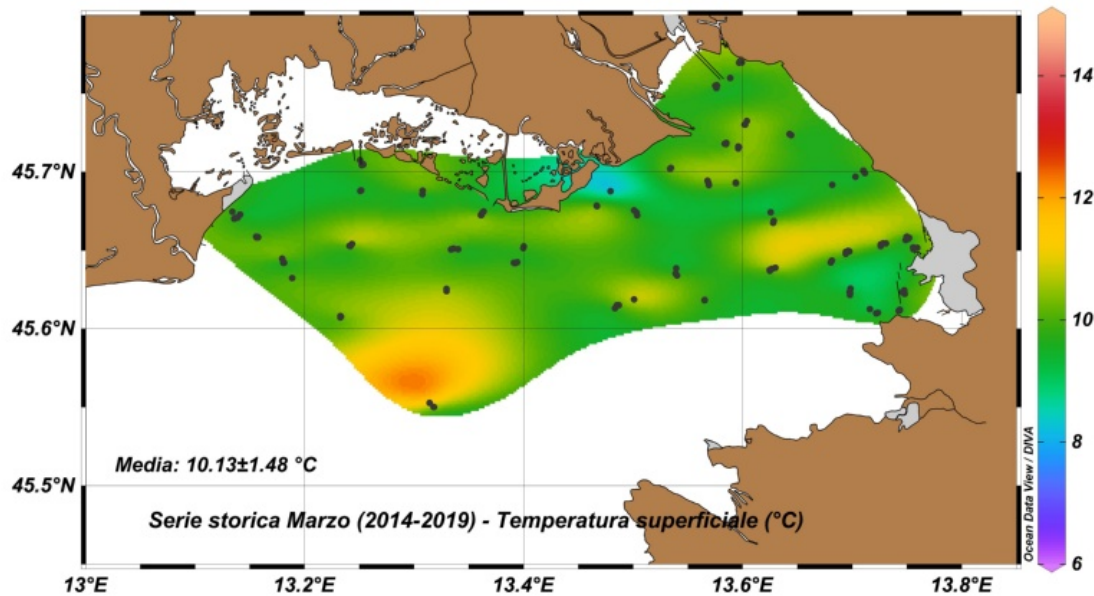 14
12
10
8
6
45.7°N
45.6°N
45.5°N
Media: 10.13±1.48 °C
Serie storica Marzo (2014-2019) - Temperatura superficiale (°C)
Ocean Data View / DIVA
13°E
13.2°E
13.4°E
13.6°E
13.8°E